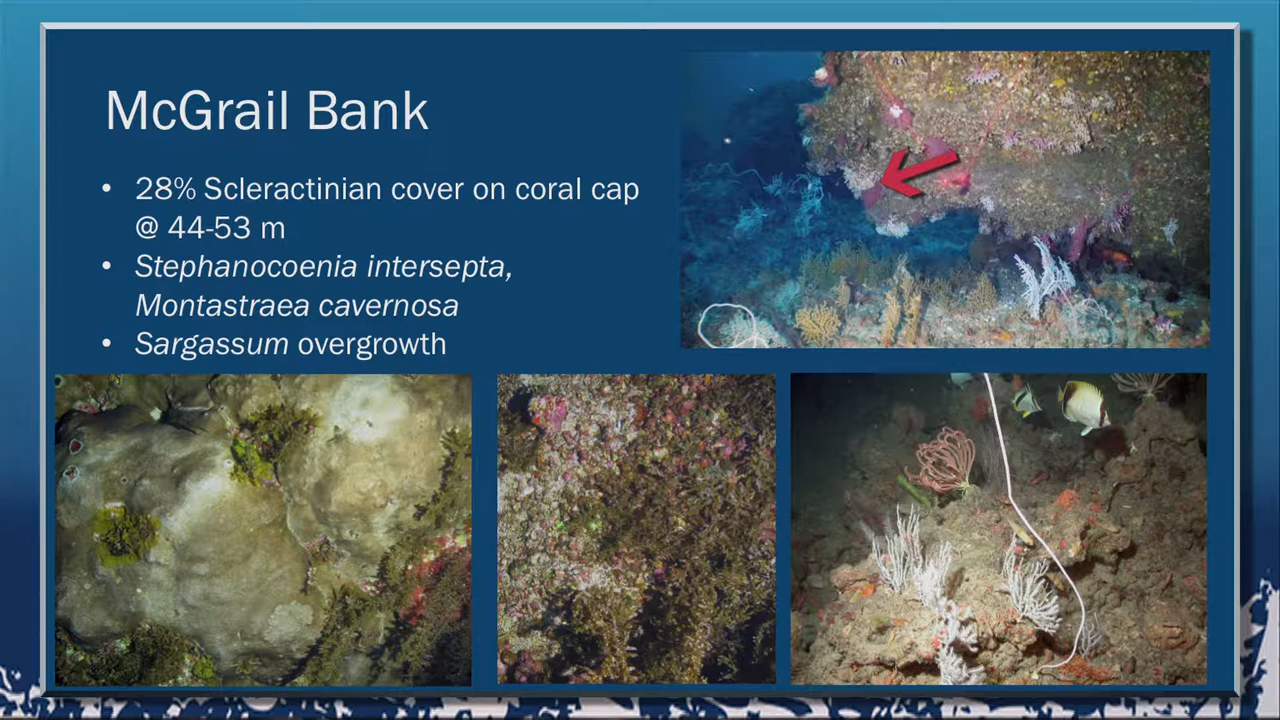 McGrail Bank
• 28% Scleractinian cover on coral cap
@ 44-53 m
• Stephanocoenia intersepta,
Montastraea cavernosa
• Sargassum overgrowth